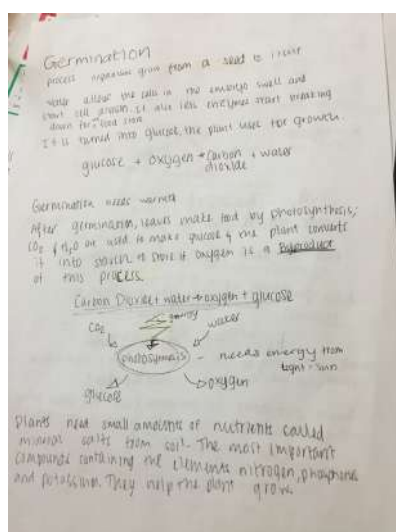 Germination
process organisms grow from a seed to
water allow the cells in the embryo swell and
start cell division. It also lets enzymes start breaking
down for food store
It is turned into glucose, the plant uses for growth.
glucose + oxygen → carbon dioxide + water
Germination needs warmth
After germination, leaves make food by photosynthesis;
CO2 & H2O are used to make glucose & the plant converts
it into starch to store it oxygen is a Byproduct
of this process.
Carbon Dioxide + water → oxygen + glucose
energy
CO2 water
photosynthesis - needs energy from
light - sun
glucose oxygen
Plants need small amounts of nutrients called
mineral salts from soil. The most important
compounds containing the elements nitrogen, phosphorus
and potassium. They help the plant grow.